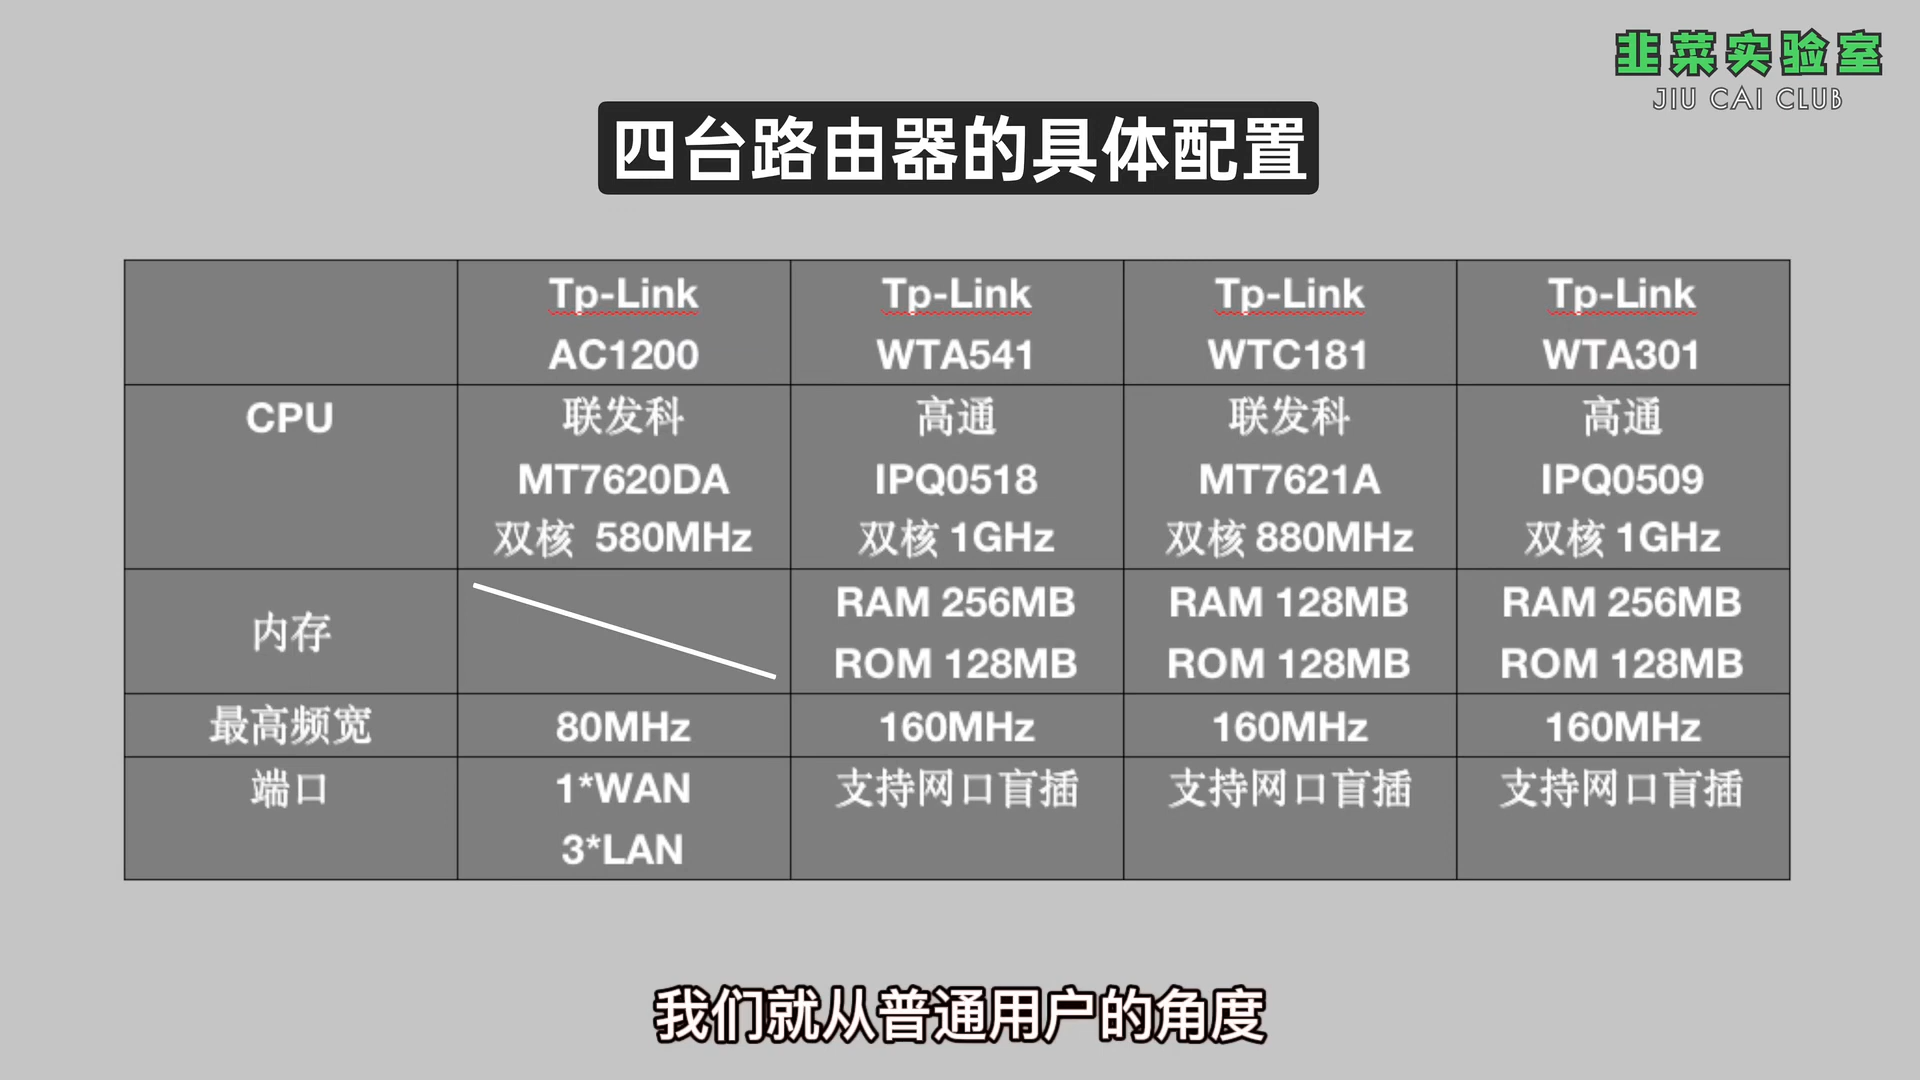 韭菜实验室
JIU CAI CLUB
四台路由器的具体配置
Tp-Link AC1200
Tp-Link WTA541
Tp-Link WTC181
Tp-Link WTA301
CPU
联发科 MT7620DA 双核 580MHz
高通 IPQ0518 双核 1GHz
联发科 MT7621A 双核 880MHz
高通 IPQ0509 双核 1GHz
内存
RAM 256MB ROM 128MB
RAM 128MB ROM 128MB
RAM 256MB ROM 128MB
最高频宽
80MHz
160MHz
160MHz
160MHz
端口
1*WAN 3*LAN
支持网口盲插
支持网口盲插
支持网口盲插
我们就从普通用户的角度